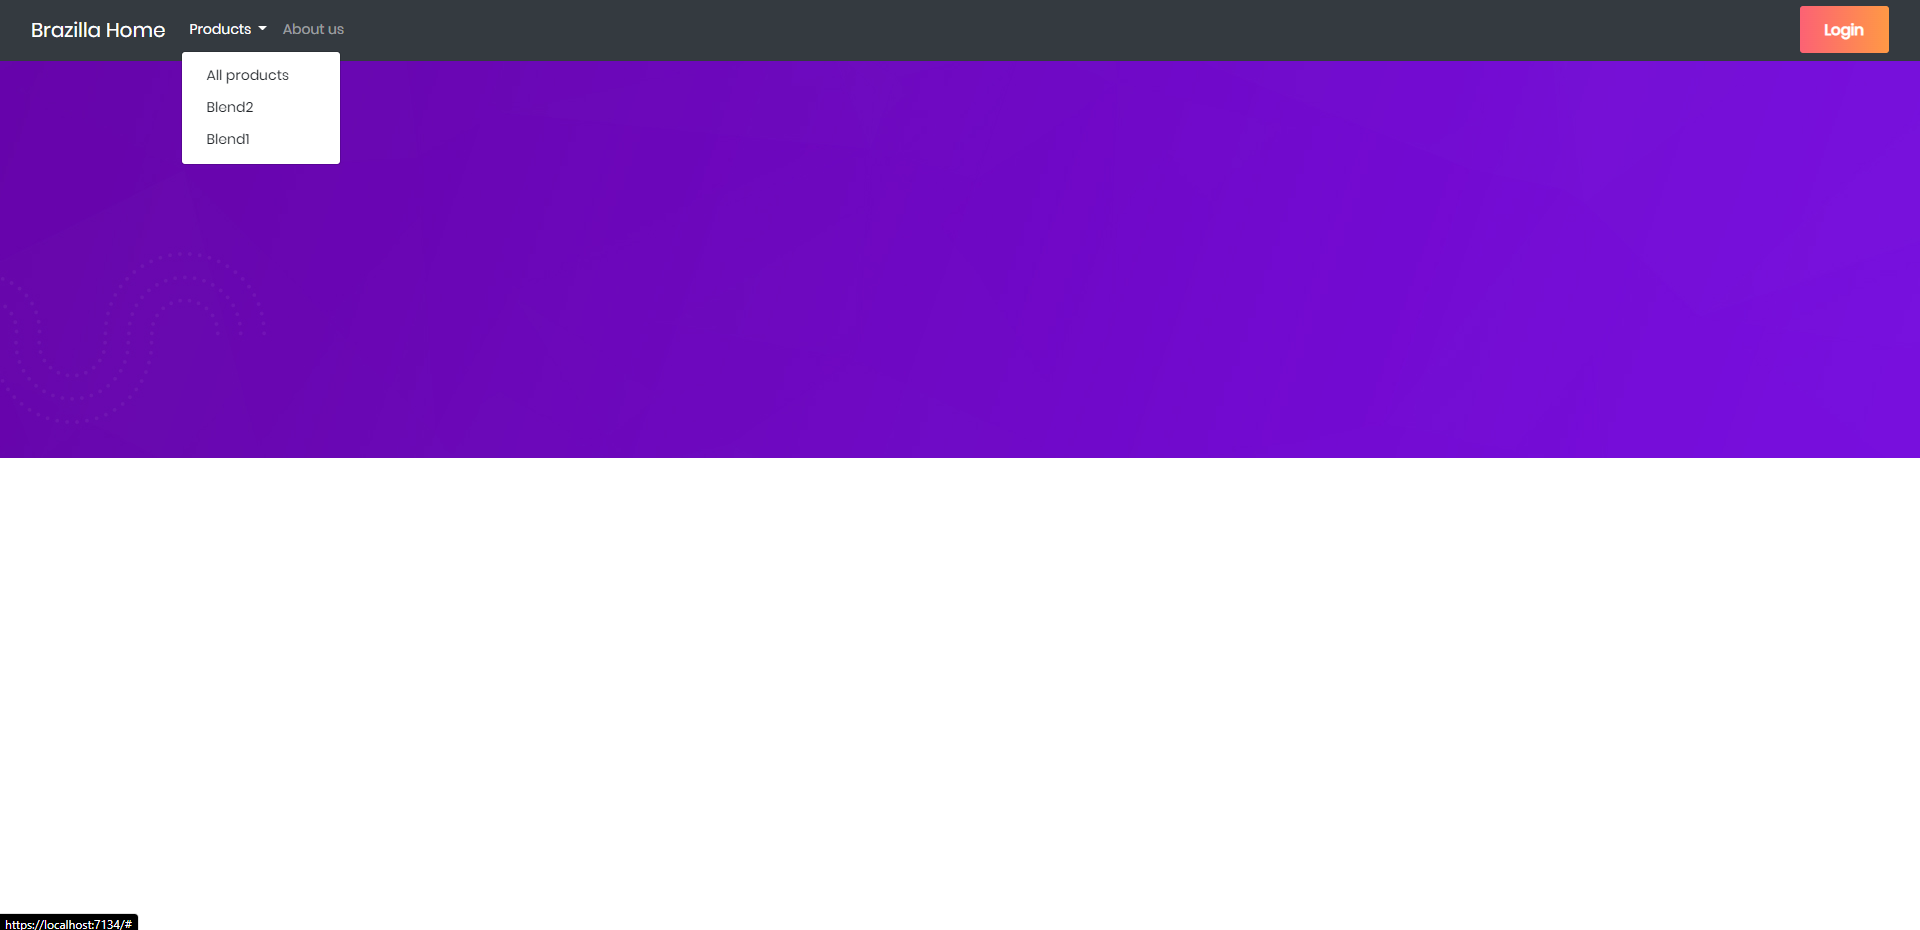 Brazilla Home Products About us Login
All products
Blend2
Blend1
https://localhost:7134/#